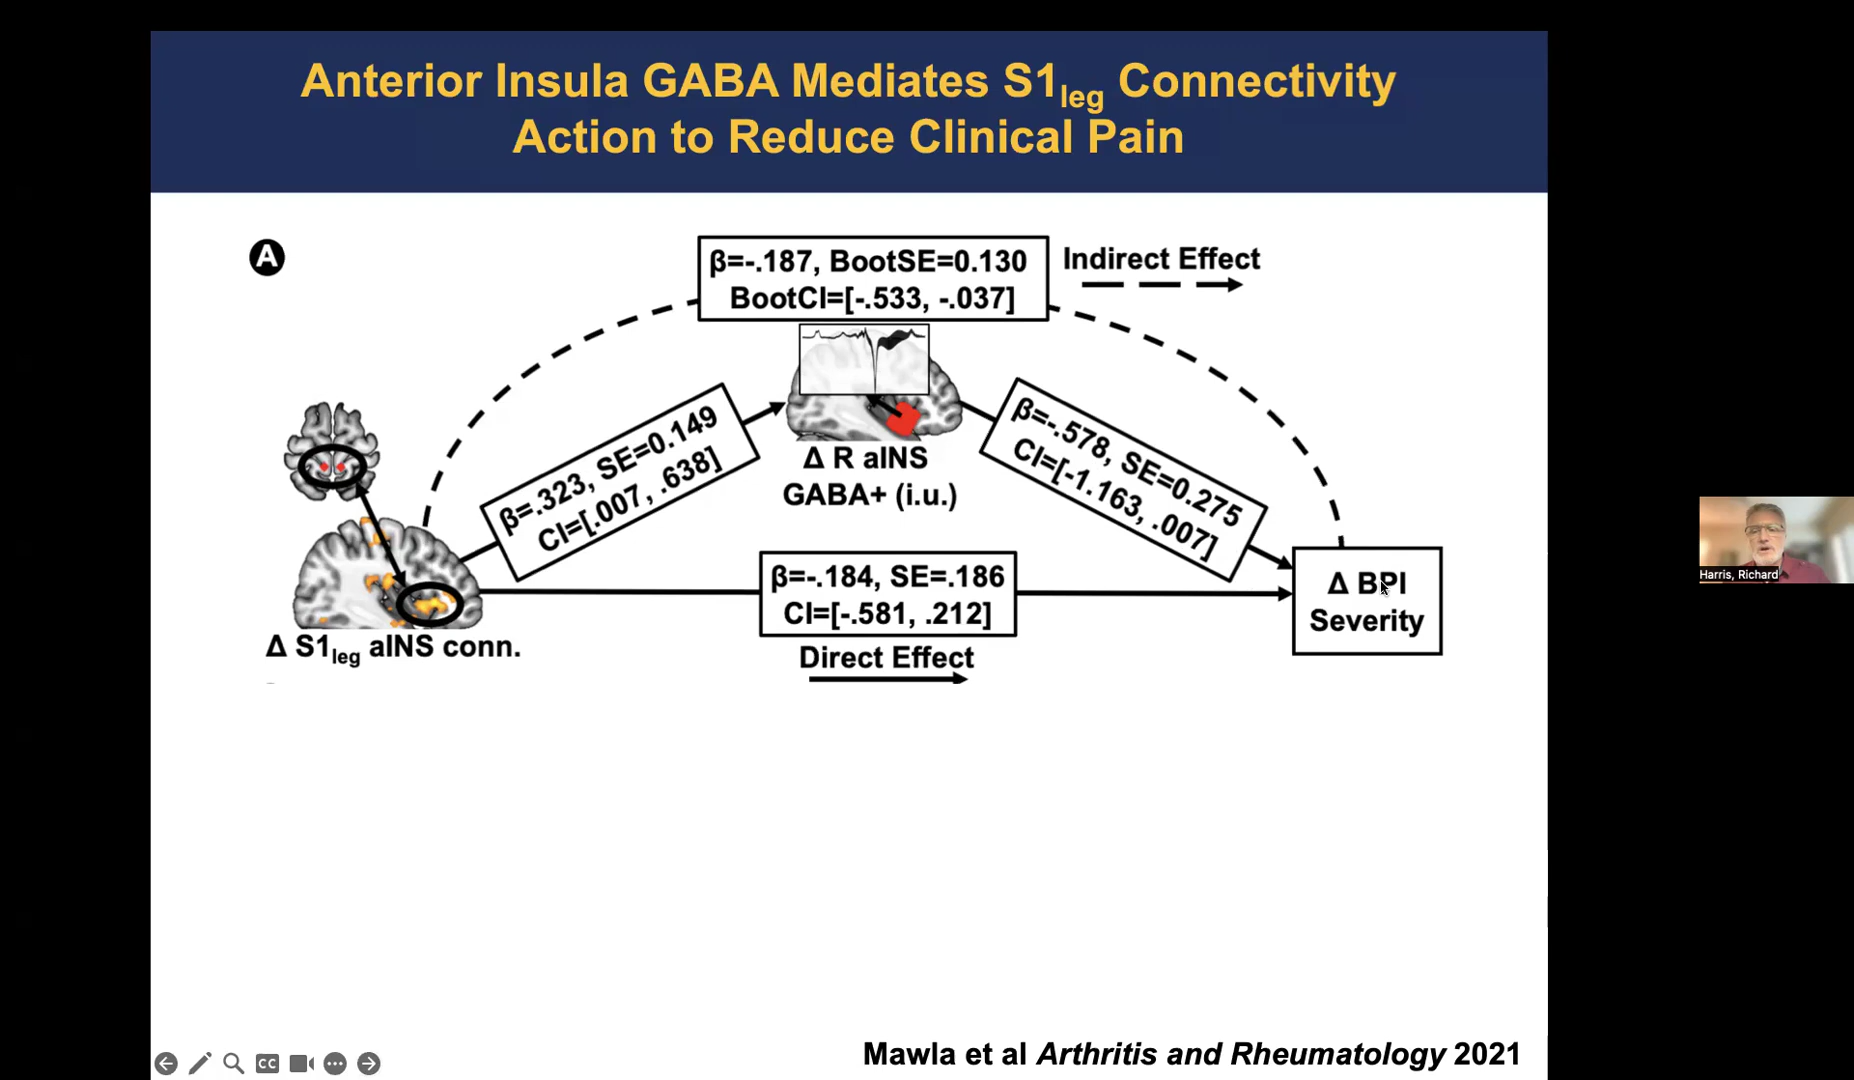 Anterior Insula GABA Mediates S1leg Connectivity
Action to Reduce Clinical Pain
A
β=-.187, BootSE=0.130
BootCI=[-.533, -.037]
Indirect Effect
β=.323, SE=0.149
CI=[.007, .638]
Δ R aINS
GABA+ (i.u.)
β=-.578, SE=0.275
CI=[-1.163, .007]
β=-.184, SE=.186
CI=[-.581, .212]
Direct Effect
Δ S1leg aINS conn.
Δ BPI
Severity
Harris, Richard
CC
Mawla et al Arthritis and Rheumatology 2021